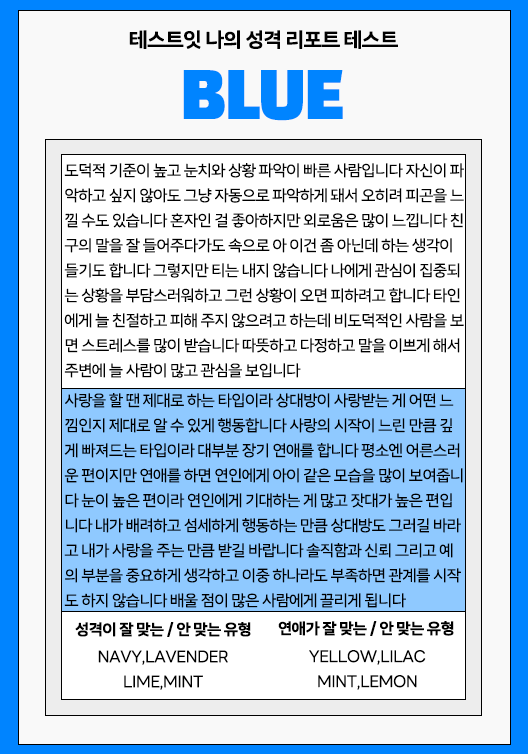 테스트잇 나의 성격 리포트 테스트
BLUE
도덕적 기준이 높고 눈치와 상황 파악이 빠른 사람입니다 자신이 파
악하고 싶지 않아도 그냥 자동으로 파악하게 돼서 오히려 피곤을 느
낄 수도 있습니다 혼자인 걸 좋아하지만 외로움은 많이 느낍니다 친
구의 말을 잘 들어주다가도 속으로 아 이건 좀 아닌데 하는 생각이
들기도 합니다 그렇지만 티는 내지 않습니다 나에게 관심이 집중되
는 상황을 부담스러워하고 그런 상황이 오면 피하려고 합니다 타인
에게 늘 친절하고 피해 주지 않으려고 하는데 비도덕적인 사람을 보
면 스트레스를 많이 받습니다 따뜻하고 다정하고 말을 이쁘게 해서
주변에 늘 사람이 많고 관심을 보입니다
사랑을 할 땐 제대로 하는 타입이라 상대방이 사랑받는 게 어떤 느
낌인지 제대로 알 수 있게 행동합니다 사랑의 시작이 느린 만큼 깊
게 빠져드는 타입이라 대부분 장기 연애를 합니다 평소엔 어른스러
운 편이지만 연애를 하면 연인에게 아이 같은 모습을 많이 보여줍니
다 눈이 높은 편이라 연인에게 기대하는 게 많고 잣대가 높은 편입
니다 내가 배려하고 섬세하게 행동하는 만큼 상대방도 그러길 바라
고 내가 사랑을 주는 만큼 받길 바랍니다 솔직함과 신뢰 그리고 예
의 부분을 중요하게 생각하고 이중 하나라도 부족하면 관계를 시작
도 하지 않습니다 배울 점이 많은 사람에게 끌리게 됩니다
성격이 잘 맞는 / 안 맞는 유형
NAVY,LAVENDER
LIME,MINT
연애가 잘 맞는 / 안 맞는 유형
YELLOW,LILAC
MINT,LEMON